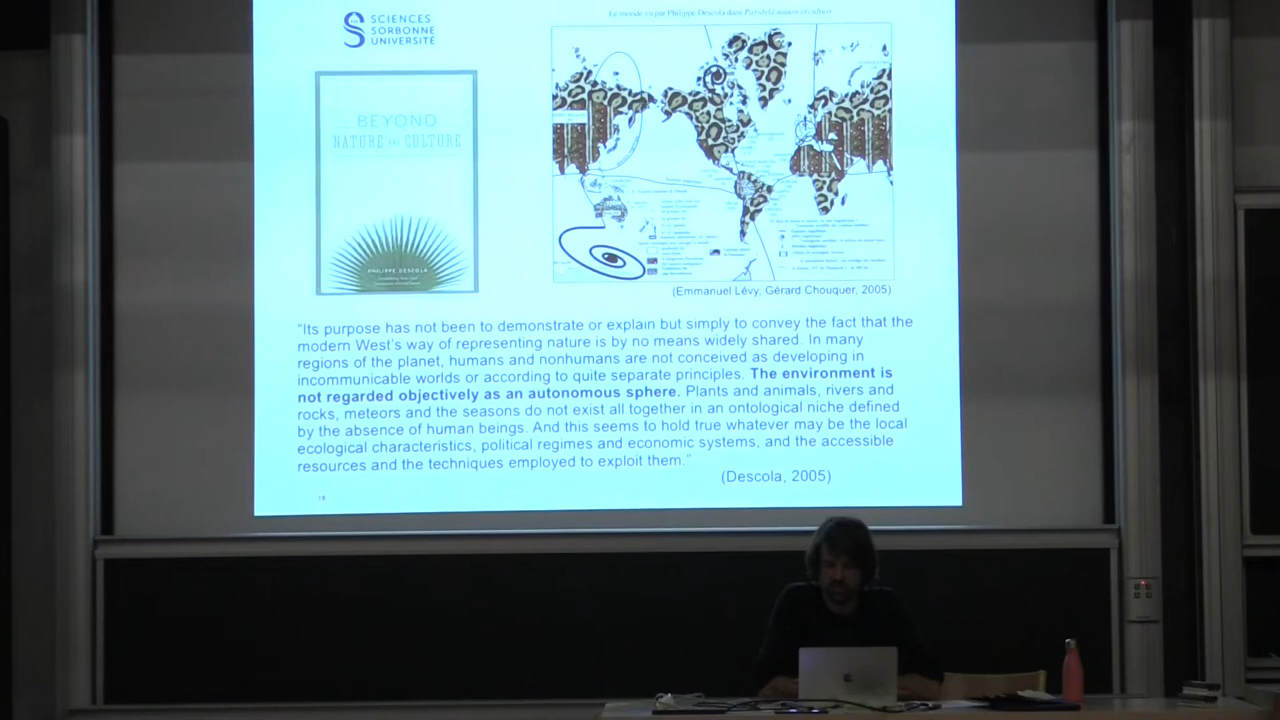 SCIENCES
SORBONNE
UNIVERSITÉ
Le monde vu par Philippe Descola dans Par-delà nature et culture
BEYOND
NATURE AND CULTURE
PHILIPPE DESCOLA
(Emmanuel Lévy, Gérard Chouquer, 2005)
"Its purpose has not been to demonstrate or explain but simply to convey the fact that the
modern West's way of representing nature is by no means widely shared. In many
regions of the planet, humans and nonhumans are not conceived as developing in
incommunicable worlds or according to quite separate principles. The environment is
not regarded objectively as an autonomous sphere. Plants and animals, rivers and
rocks, meteors and the seasons do not exist all together in an ontological niche defined
by the absence of human beings. And this seems to hold true whatever may be the local
ecological characteristics, political regimes and economic systems, and the accessible
resources and the techniques employed to exploit them."
(Descola, 2005)